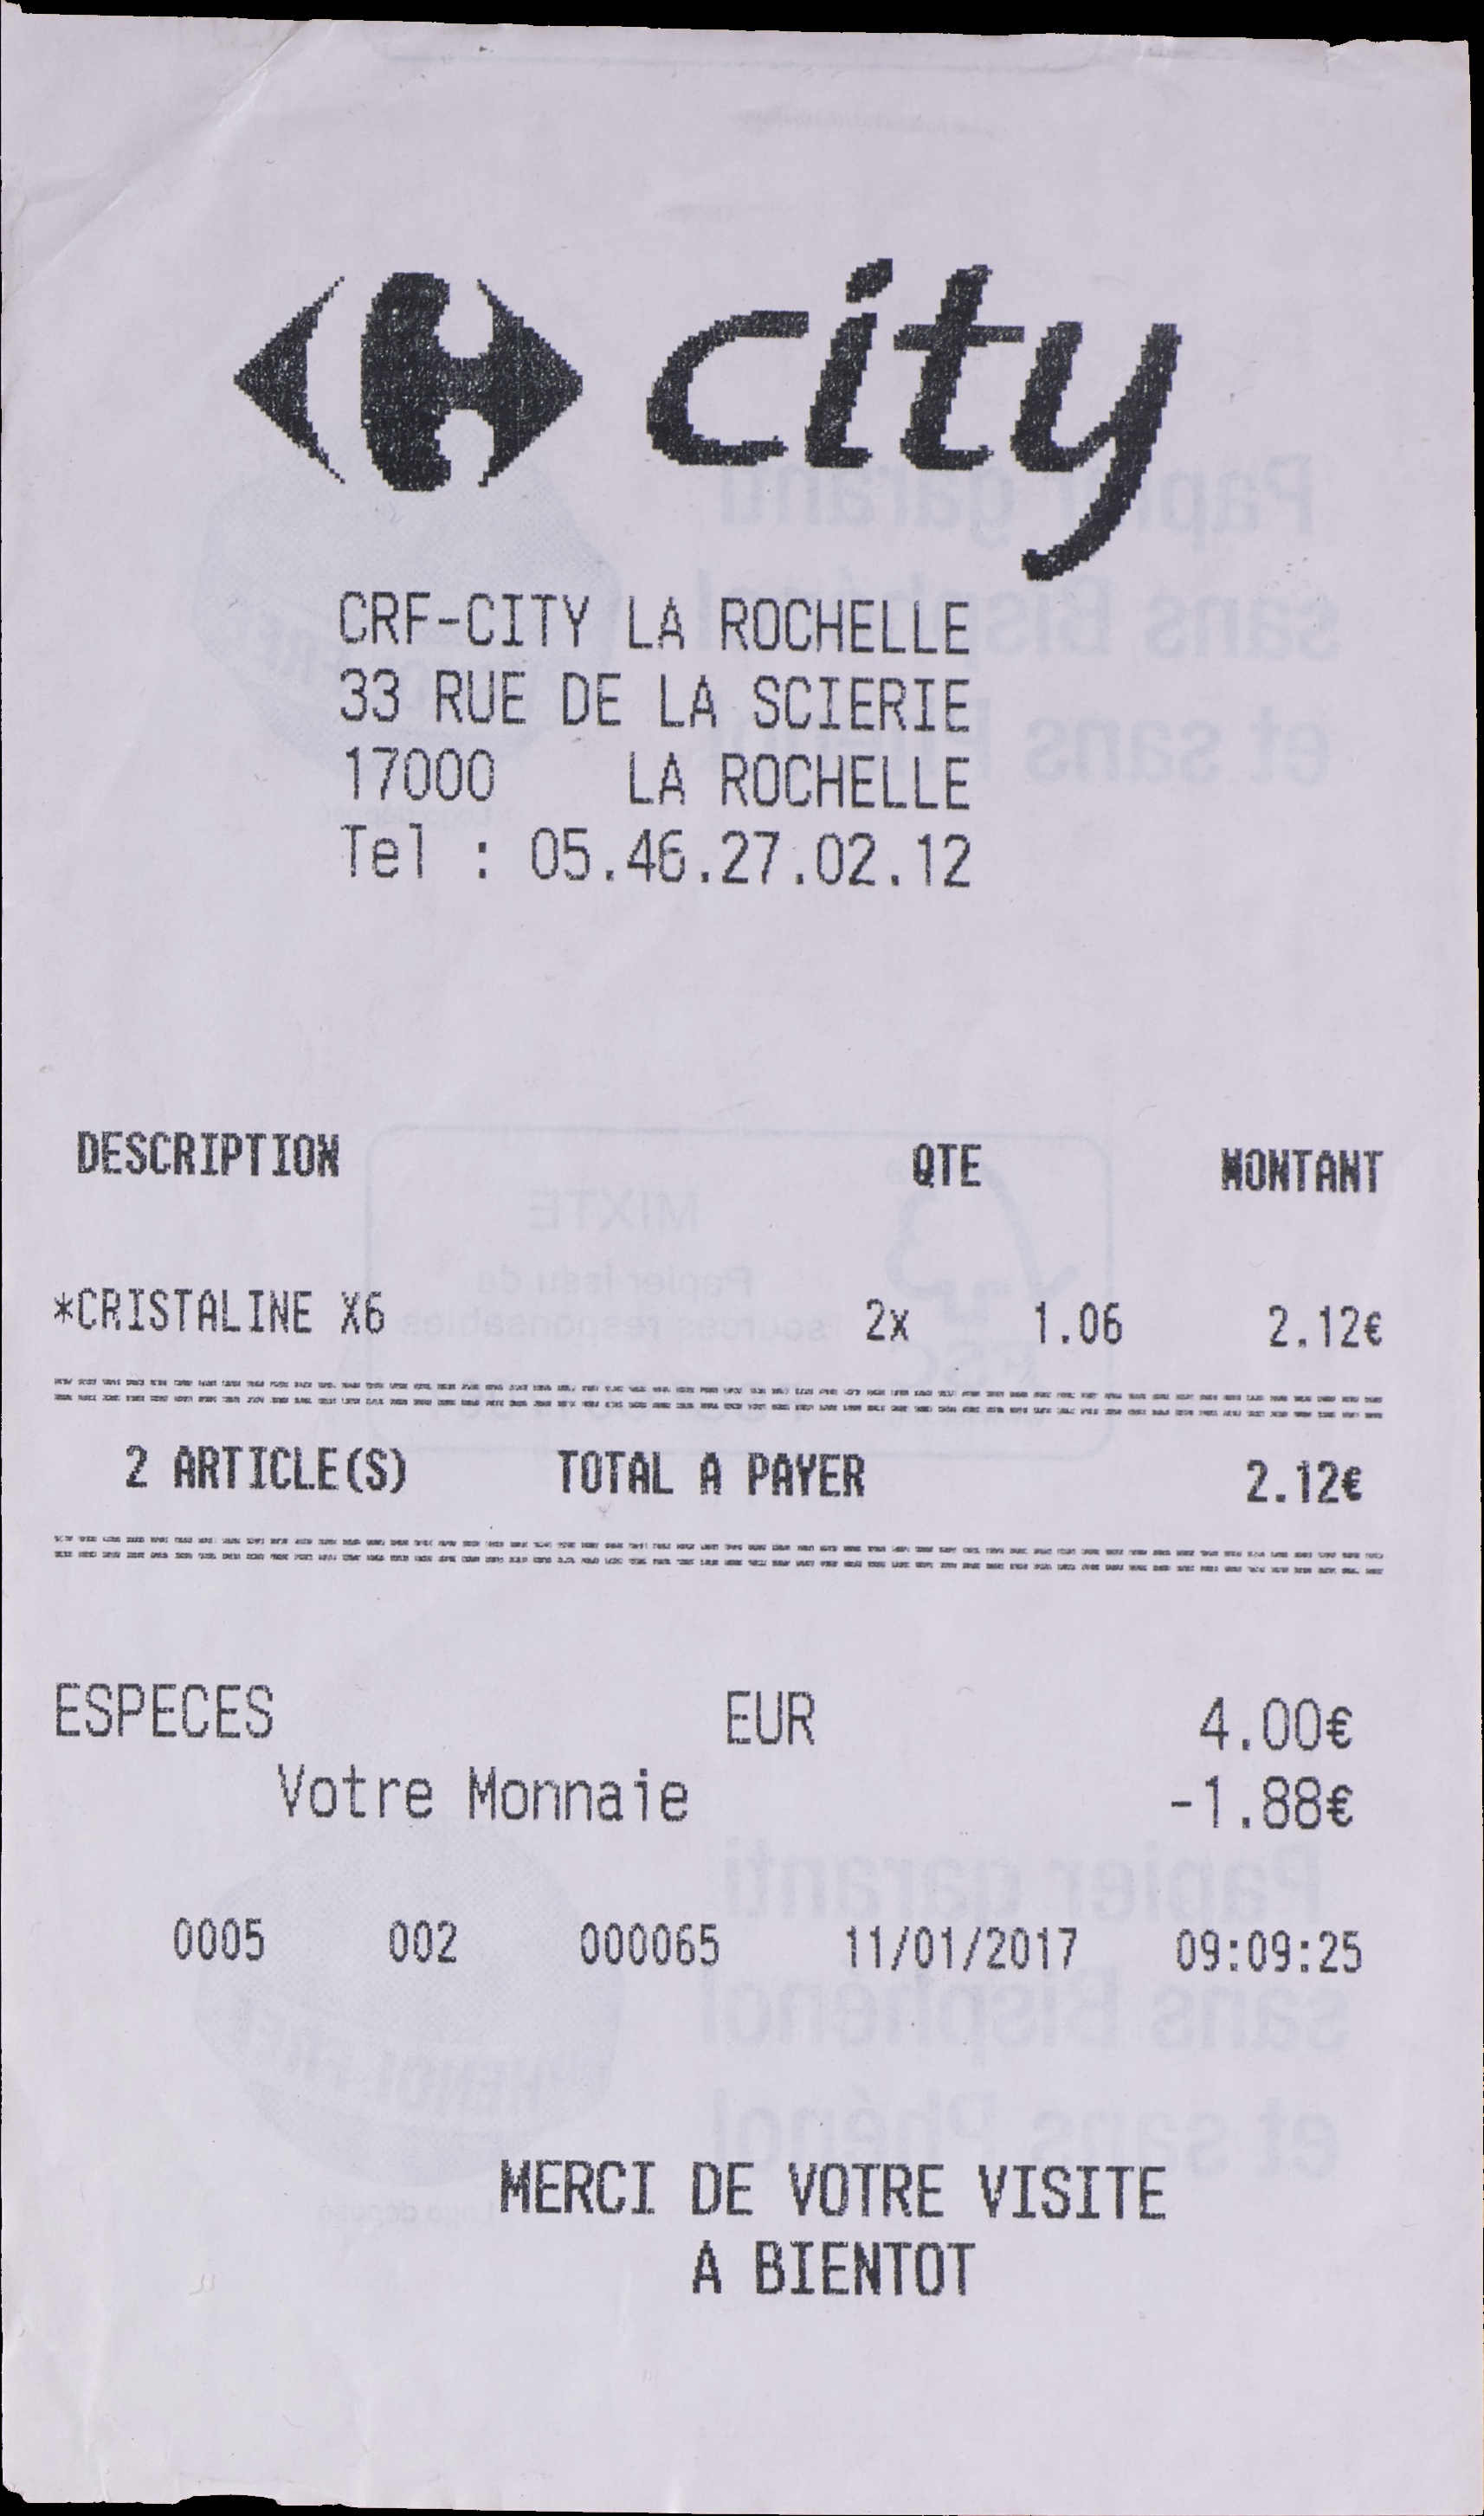 city
CRF-CITY LA ROCHELLE
33 RUE DE LA SCIERIE
17000 LA ROCHELLE
Tel : 05.46.27.02.12
DESCRIPTION QTE MONTANT
*CRISTALINE X6 2x 1.06 2.12€
2 ARTICLE(S) TOTAL A PAYER 2.12€
ESPECES EUR 4.00€
Votre Monnaie -1.88€
0005 002 000065 11/01/2017 09:09:25
MERCI DE VOTRE VISITE
A BIENTOT